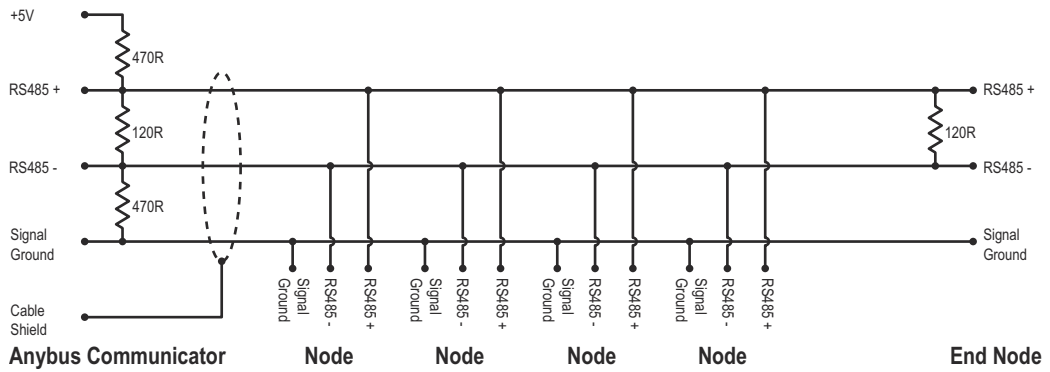 +5V
470R
RS485 +
RS485 +
120R
120R
RS485 -
RS485 -
470R
Signal
Ground
Signal
Ground
Signal
Ground
RS485 -
RS485 +
Signal
Ground
RS485 -
RS485 +
Signal
Ground
RS485 -
RS485 +
Signal
Ground
RS485 -
RS485 +
Cable
Shield
Anybus Communicator
Node
Node
Node
Node
End Node